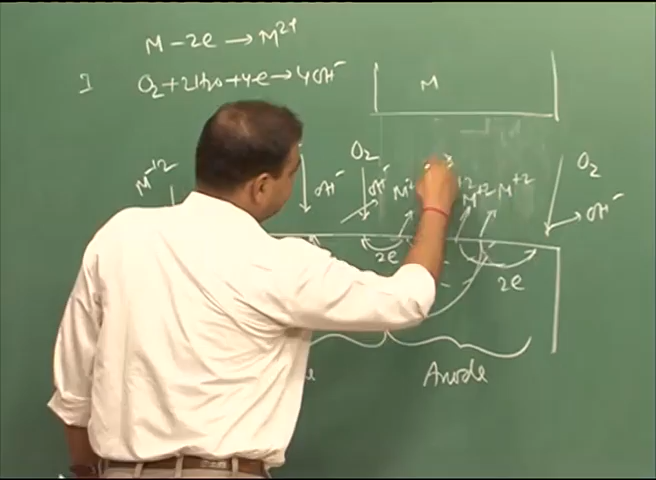 M - 2e → M²⁺
I O₂ + 2H₂O + 4e → 4OH⁻
M
O₂ O₂
M⁺² OH⁻ OH⁻ M⁺² M⁺² OH⁻
2e 2e
Anode